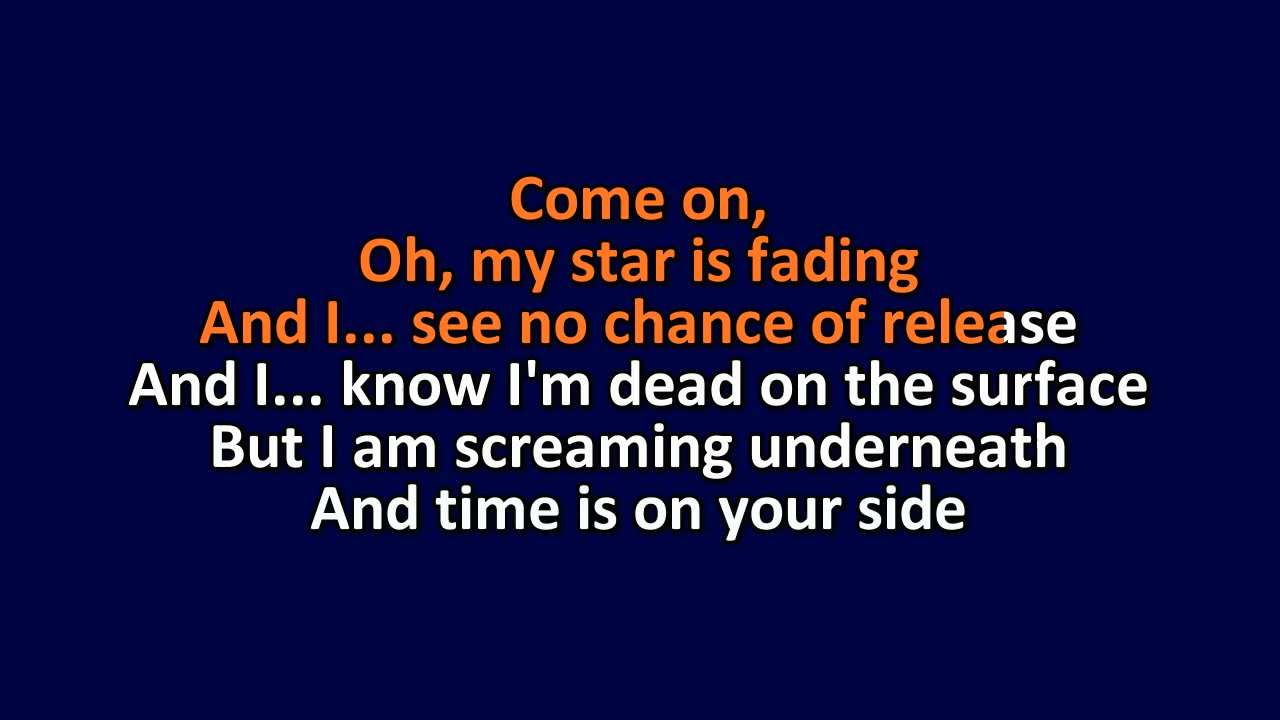 Come on,
Oh, my star is fading
And I... see no chance of release
And I... know I'm dead on the surface
But I am screaming underneath
And time is on your side